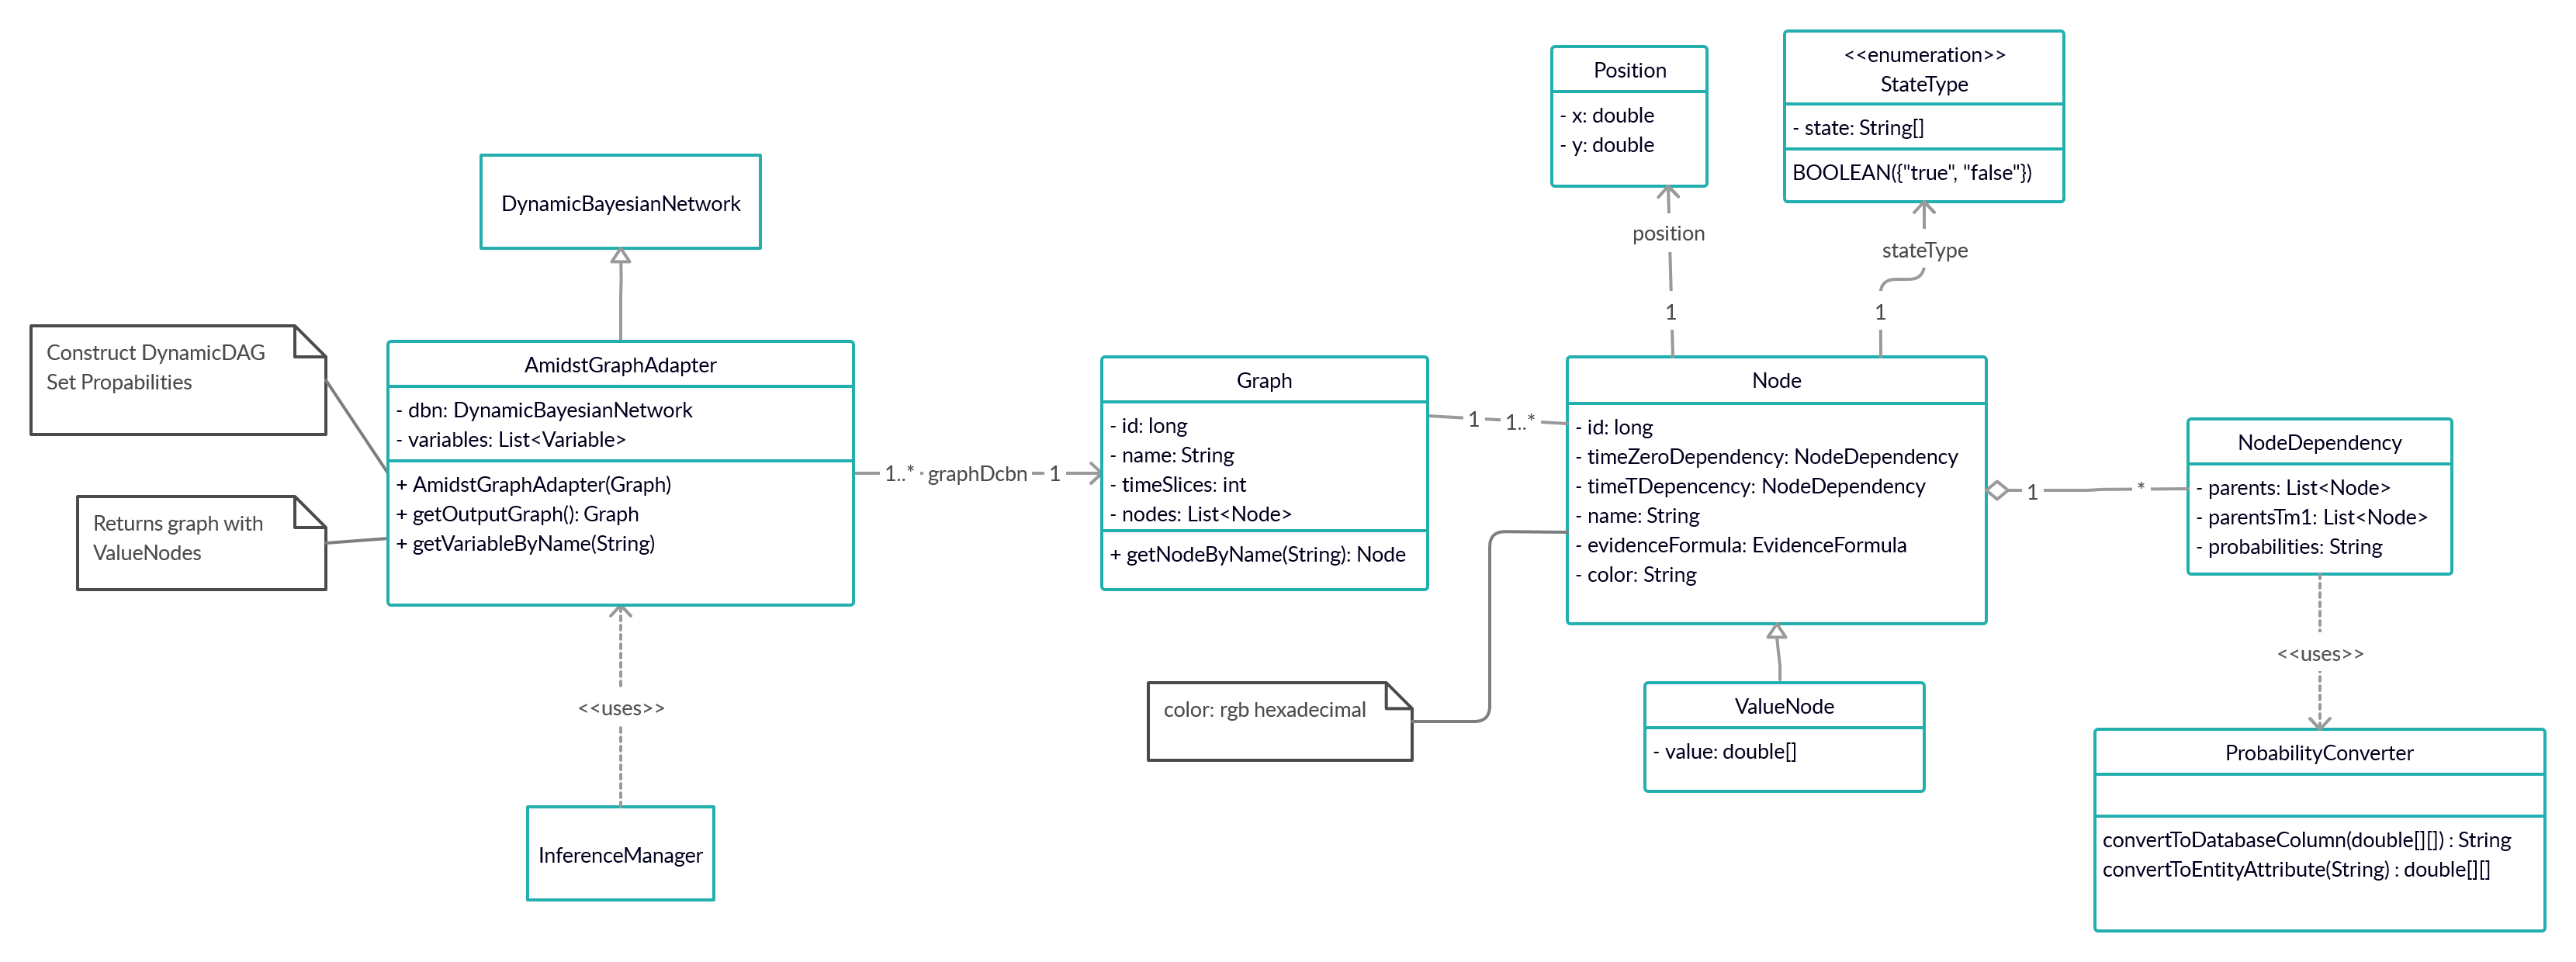 Position
- x: double
- y: double
<<enumeration>>
StateType
- state: String[]
BOOLEAN({"true", "false"})
DynamicBayesianNetwork
position
stateType
1
1
Construct DynamicDAG
Set Propabilities
Returns graph with
ValueNodes
AmidstGraphAdapter
- dbn: DynamicBayesianNetwork
- variables: List<Variable>
+ AmidstGraphAdapter(Graph)
+ getOutputGraph(): Graph
+ getVariableByName(String)
1..* graphDcbn 1
Graph
- id: long
- name: String
- timeSlices: int
- nodes: List<Node>
+ getNodeByName(String): Node
1 1..*
Node
- id: long
- timeZeroDependency: NodeDependency
- timeTDepencency: NodeDependency
- name: String
- evidenceFormula: EvidenceFormula
- color: String
1 *
NodeDependency
- parents: List<Node>
- parentsTm1: List<Node>
- probabilities: String
<<uses>>
<<uses>>
color: rgb hexadecimal
ValueNode
- value: double[]
InferenceManager
ProbabilityConverter
convertToDatabaseColumn(double[][]) : String
convertToEntityAttribute(String) : double[][]